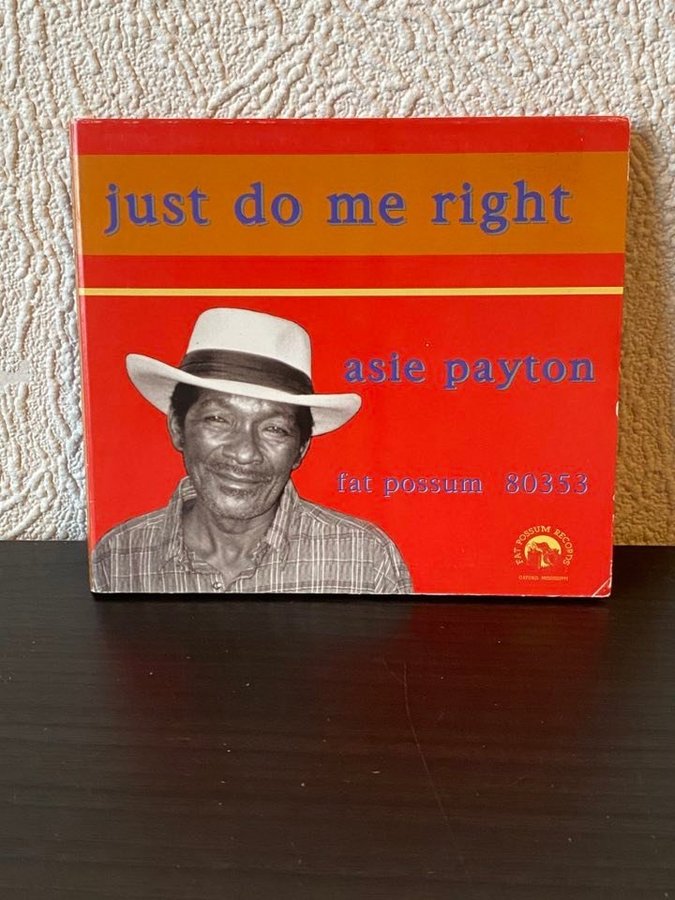 just do me right
asie payton
fat possum 80353
FAT POSSUM RECORDS
OXFORD, MISSISSIPPI